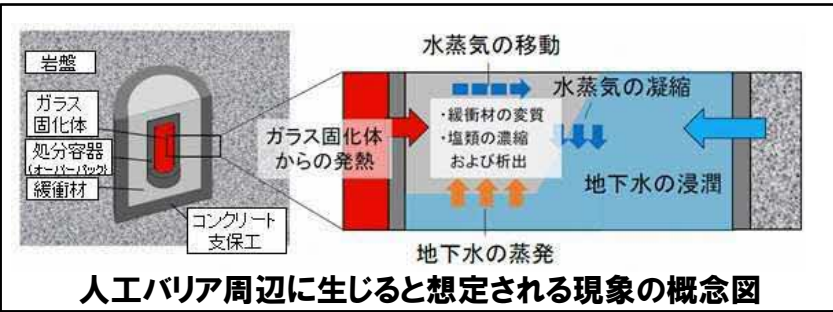 岩盤
ガラス
固化体
処分容器
(オーバーパック)
緩衝材
コンクリート
支保工
水蒸気の移動
水蒸気の凝縮
・緩衝材の変質
・塩類の濃縮
および析出
ガラス固化体
からの発熱
地下水の浸潤
地下水の蒸発
人工バリア周辺に生じると想定される現象の概念図